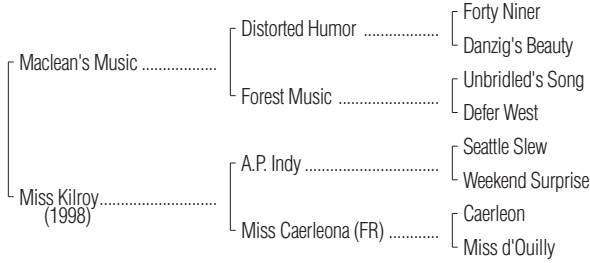 Forty Niner
Distorted Humor ..................
Danzig's Beauty
Maclean's Music ..................
Unbridled's Song
Forest Music ........................
Defer West
Seattle Slew
A.P. Indy ................................
Weekend Surprise
Miss Kilroy............................
(1998)
Caerleon
Miss Caerleona (FR) ............
Miss d'Ouilly